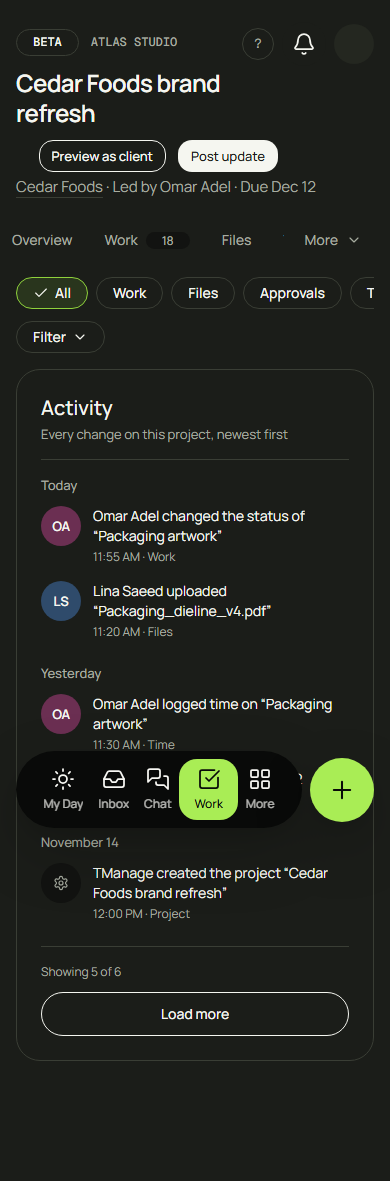 BETA ATLAS STUDIO ?
Cedar Foods brand
refresh
Preview as client Post update
Cedar Foods · Led by Omar Adel · Due Dec 12
Overview Work 18 Files More
All Work Files Approvals T
Filter
Activity
Every change on this project, newest first
Today
OA Omar Adel changed the status of
“Packaging artwork”
11:55 AM · Work
LS Lina Saeed uploaded
“Packaging_dieline_v4.pdf”
11:20 AM · Files
Yesterday
OA Omar Adel logged time on “Packaging
artwork”
11:30 AM · Time
My Day Inbox Chat Work More
November 14
TManage created the project “Cedar
Foods brand refresh”
12:00 PM · Project
Showing 5 of 6
Load more